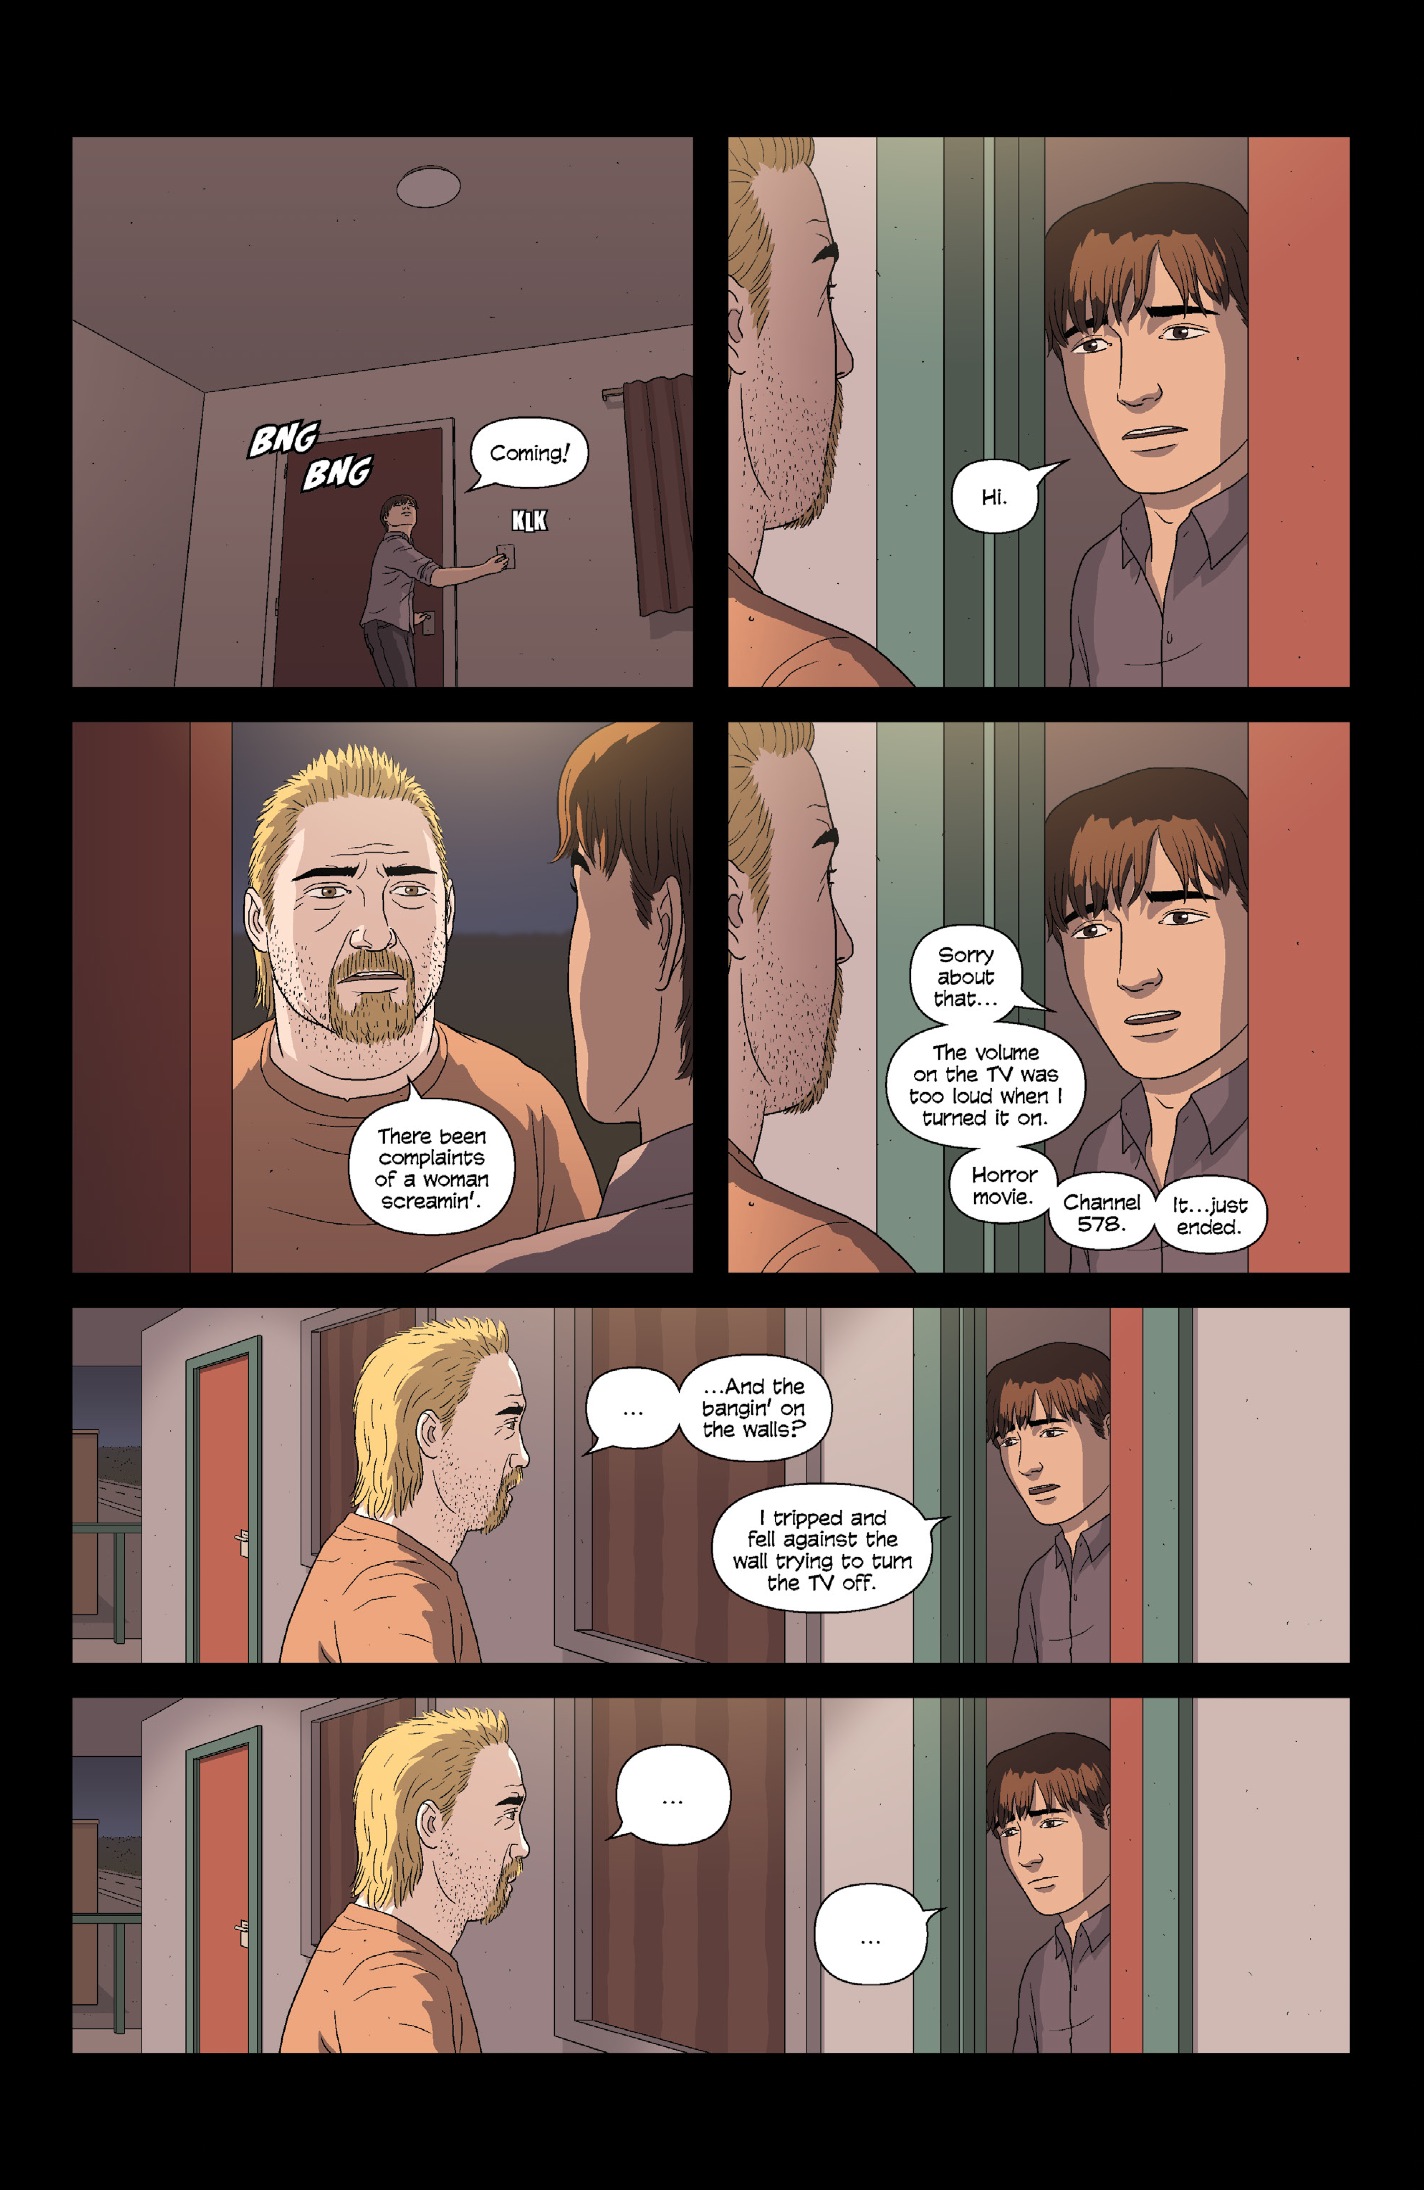 BNG
BNG
Coming!
KLK
Hi.
There been
complaints
of a woman
screamin'.
Sorry
about
that...
The volume
on the TV was
too loud when I
turned it on.
Horror
movie.
Channel
578.
It...just
ended.
...
...And the
bangin' on
the walls?
I tripped and
fell against the
wall trying to turn
the TV off.
...
...